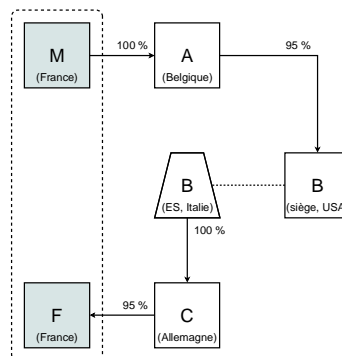 M
(France)
100 %
A
(Belgique)
95 %
B
(ES, Italie)
B
(siège, USA
100 %
F
(France)
95 %
C
(Allemagne)